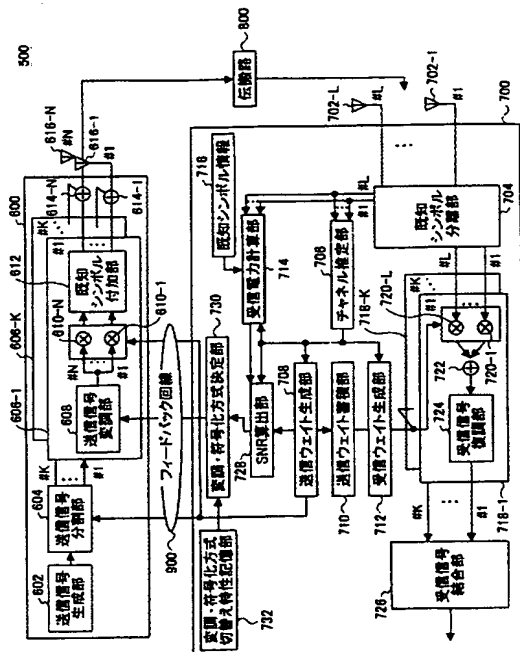 500
600
606-K
606-1
612
602
送信信号
生成部
604
送信信号
分割部
#K
#1
608
送信信号
変調部
#N
#1
610-N
610-1
既知
シンボル
付加部
#K
#1
614-N
614-1
616-N
#N
616-1
#1
800
伝搬路
900
フィードバック回線
700
702-L
702-1
#L
#1
704
既知シンボル
分離部
#L
#1
716
既知シンボル情報
714
受信電力計算部
706
チャネル推定部
730
変調・符号化方式決定部
732
変調・符号化方式
切替え特性記憶部
728
SNR算出部
708
送信ウェイト生成部
710
送信ウェイト蓄積部
712
受信ウェイト生成部
718-K
718-1
#L
#1
#K
#1
720-L
720-1
722
724
受信信号
復調部
#K
#1
726
受信信号
結合部